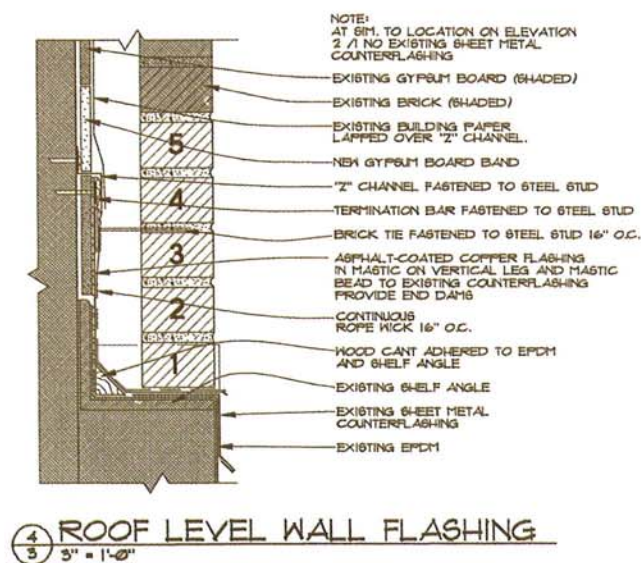 NOTE:
AT SIM. TO LOCATION ON ELEVATION
2 /1 NO EXISTING SHEET METAL
COUNTERFLASHING
EXISTING GYPSUM BOARD (SHADED)
EXISTING BRICK (SHADED)
EXISTING BUILDING PAPER
LAPPED OVER "Z" CHANNEL.
NEW GYPSUM BOARD BAND
"Z" CHANNEL FASTENED TO STEEL STUD
TERMINATION BAR FASTENED TO STEEL STUD
BRICK TIE FASTENED TO STEEL STUD 16" O.C.
ASPHALT-COATED COPPER FLASHING
IN MASTIC ON VERTICAL LEG AND MASTIC
BEAD TO EXISTING COUNTERFLASHING
PROVIDE END DAMS
CONTINUOUS
ROPE WICK 16" O.C.
WOOD CANT ADHERED TO EPDM
AND SHELF ANGLE
EXISTING SHELF ANGLE
EXISTING SHEET METAL
COUNTERFLASHING
EXISTING EPDM
5
4
3
2
1
4
3
ROOF LEVEL WALL FLASHING
3" = 1'-0"